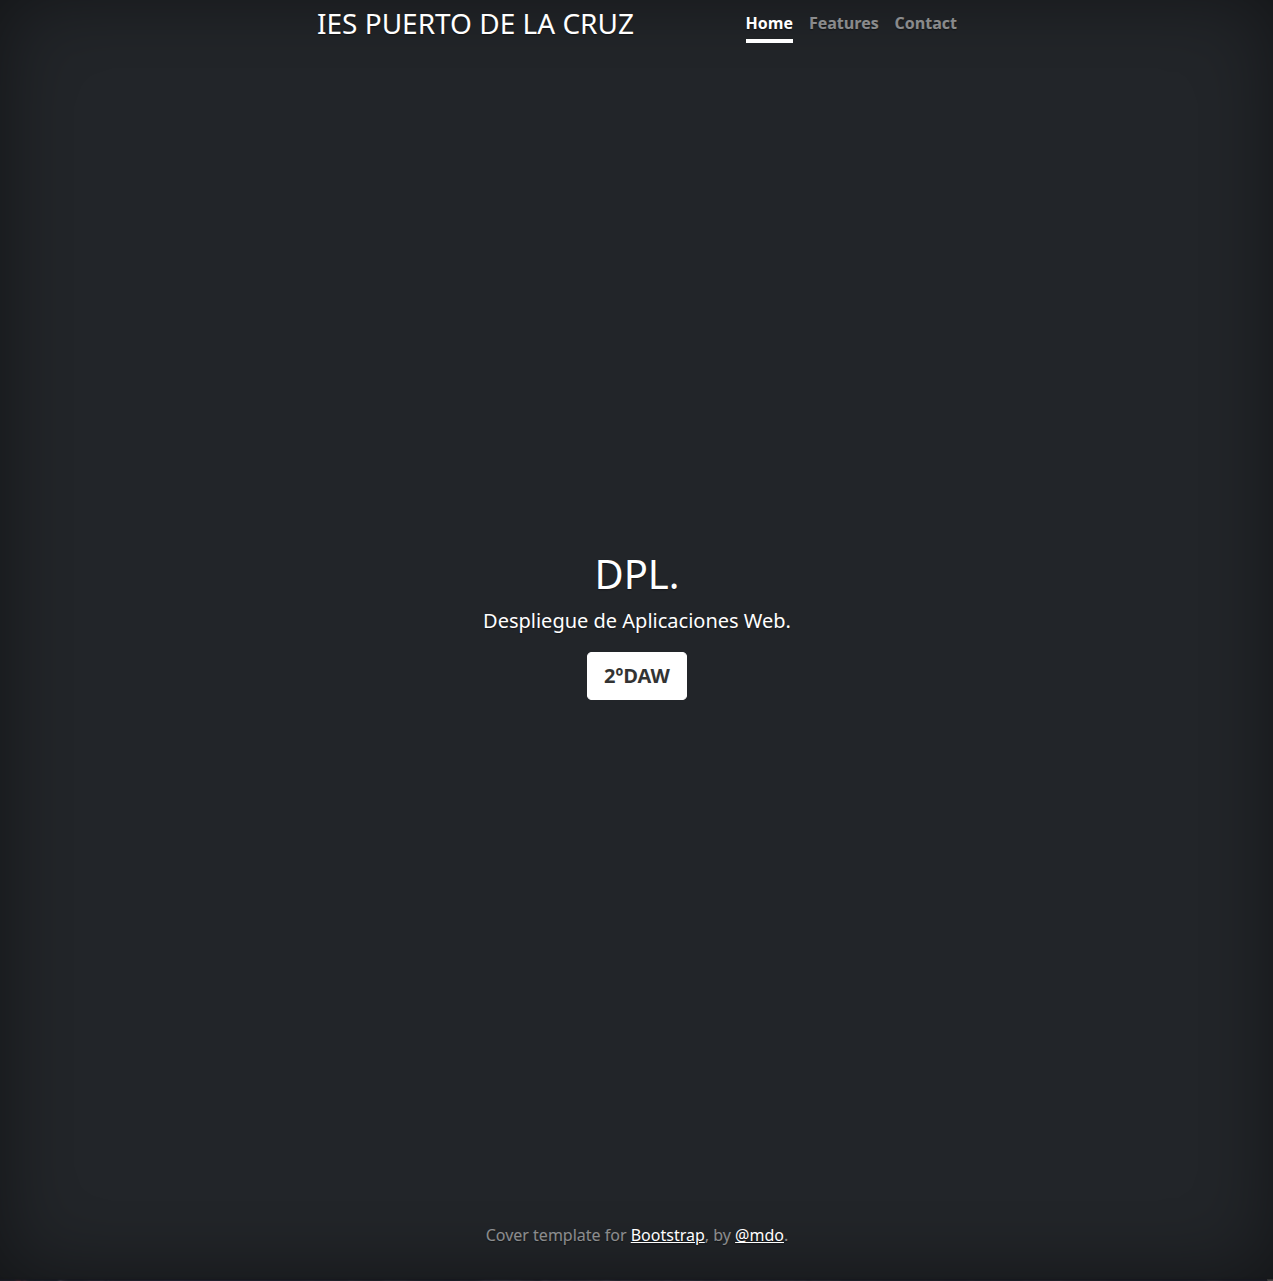 IES PUERTO DE LA CRUZ
Home Features Contact
DPL.
Despliegue de Aplicaciones Web.
2ºDAW
Cover template for Bootstrap, by @mdo.